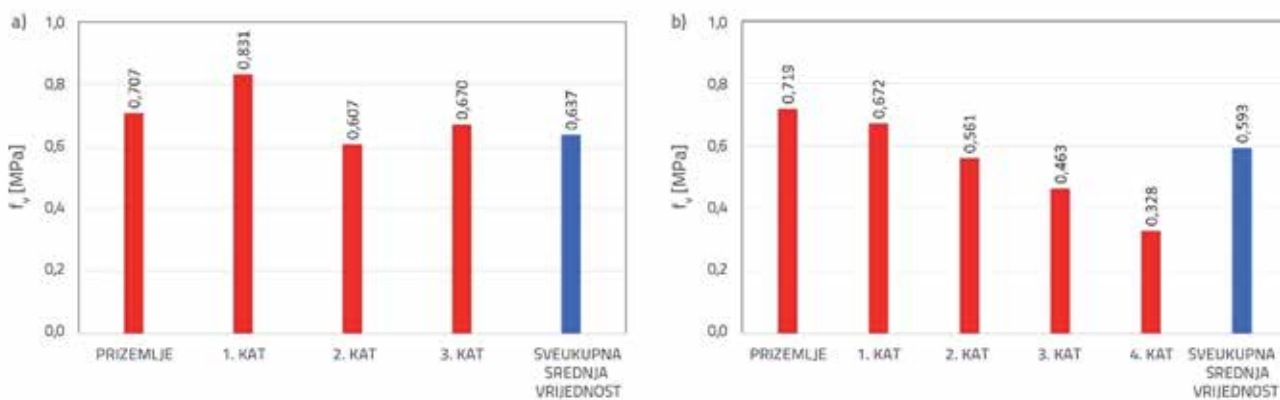 a)
f_v [MPa]
1,0
0,8
0,6
0,4
0,2
0,0
0,707
0,831
0,607
0,670
0,637
PRIZEMLJE
1. KAT
2. KAT
3. KAT
SVEUKUPNA
SREDNJA
VRIJEDNOST
b)
f_v [MPa]
1,0
0,8
0,6
0,4
0,2
0,0
0,719
0,672
0,561
0,463
0,328
0,593
PRIZEMLJE
1. KAT
2. KAT
3. KAT
4. KAT
SVEUKUPNA
SREDNJA
VRIJEDNOST